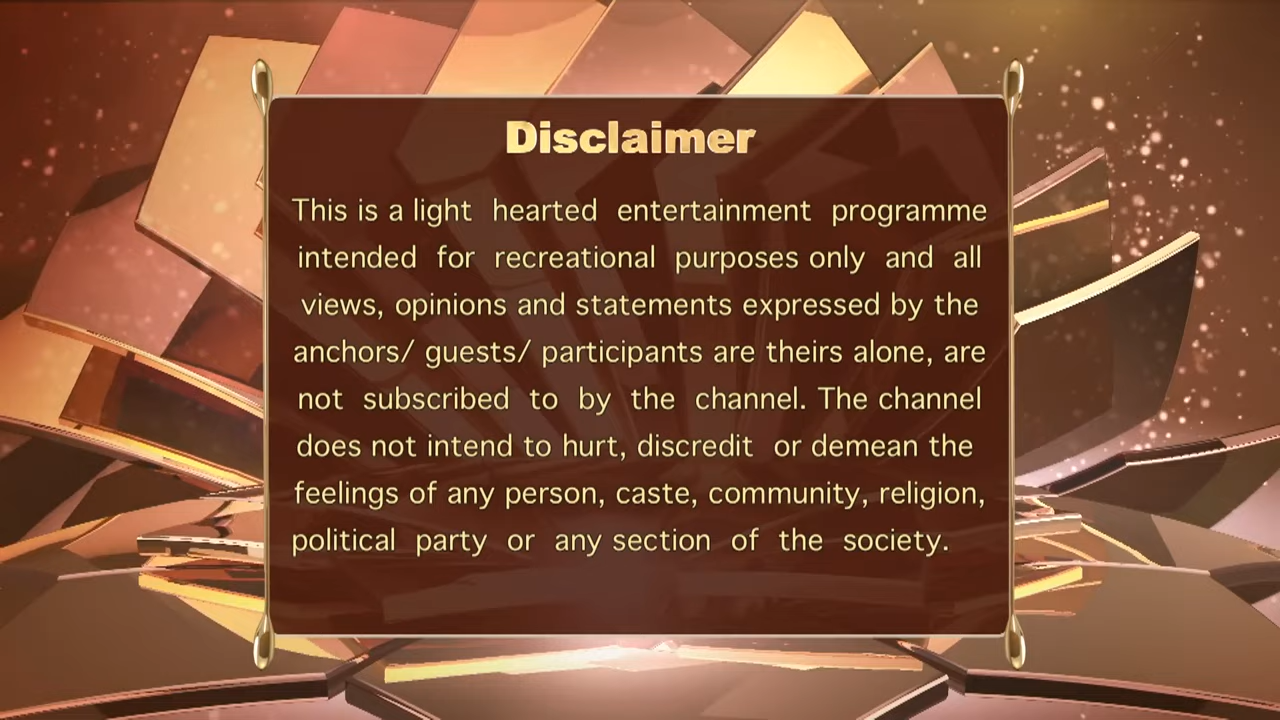 Disclaimer
This is a light hearted entertainment programme
intended for recreational purposes only and all
views, opinions and statements expressed by the
anchors/ guests/ participants are theirs alone, are
not subscribed to by the channel. The channel
does not intend to hurt, discredit or demean the
feelings of any person, caste, community, religion,
political party or any section of the society.